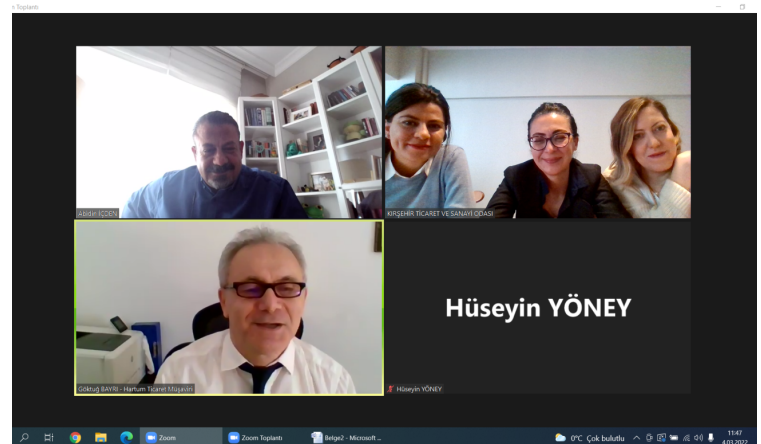 Toplantı
Abidin İÇDEN
KIRŞEHİR TİCARET VE SANAYİ ODASI
Göktuğ BAYRI - Hartum Ticaret Müşaviri
Hüseyin YÖNEY
Hüseyin YÖNEY
Zoom
Zoom Toplantı
Belge2 - Microsoft ...
0°C Çok bulutlu
11:47
4.03.2022